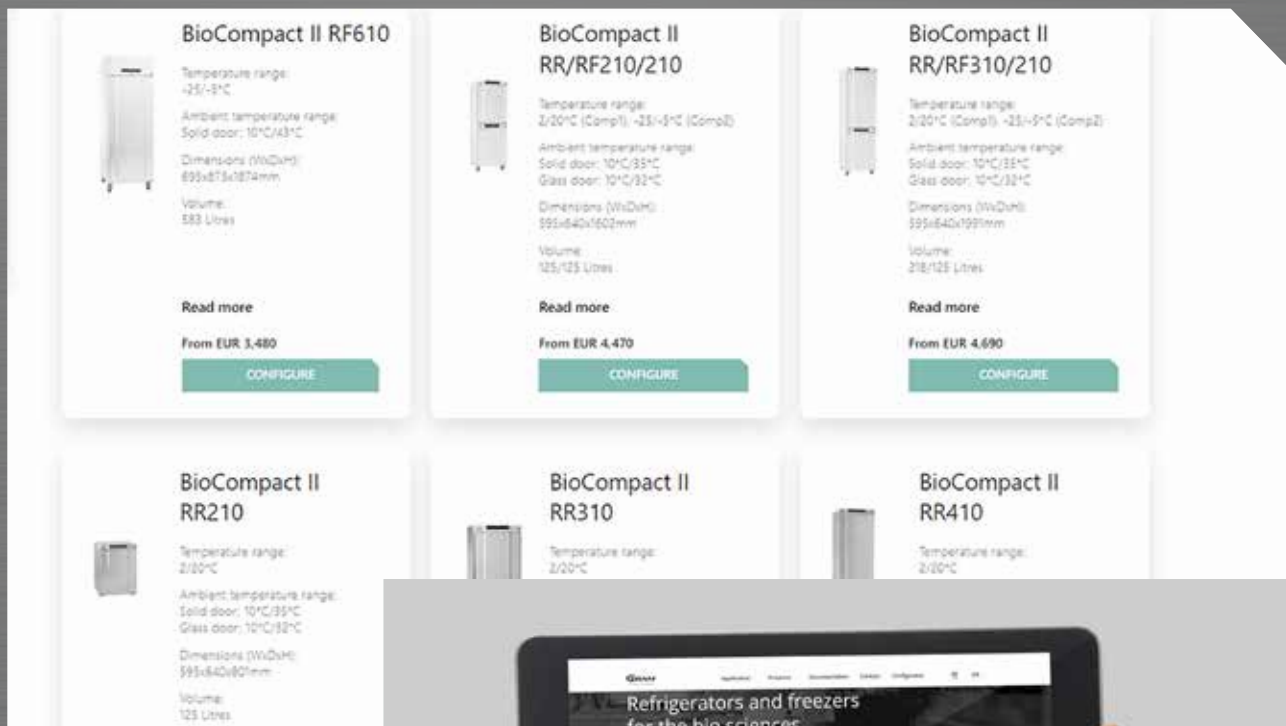 BioCompact II RF610
Temperature range:
-25/-5°C
Ambient temperature range:
Solid door: 10°C/43°C
Dimensions (WxDxH):
695x875x1874mm
Volume:
583 Litres
Read more
From EUR 3,480
CONFIGURE
BioCompact II
RR/RF210/210
Temperature range:
2/20°C (Comp1), -25/-5°C (Comp2)
Ambient temperature range:
Solid door: 10°C/35°C
Glass door: 10°C/32°C
Dimensions (WxDxH):
595x640x1602mm
Volume:
125/125 Litres
Read more
From EUR 4,470
CONFIGURE
BioCompact II
RR/RF310/210
Temperature range:
2/20°C (Comp1), -25/-5°C (Comp2)
Ambient temperature range:
Solid door: 10°C/35°C
Glass door: 10°C/32°C
Dimensions (WxDxH):
595x640x1991mm
Volume:
218/125 Litres
Read more
From EUR 4,690
CONFIGURE
BioCompact II
RR210
Temperature range:
2/20°C
Ambient temperature range:
Solid door: 10°C/35°C
Glass door: 10°C/32°C
Dimensions (WxDxH):
595x640x801mm
Volume:
125 Litres
BioCompact II
RR310
Temperature range:
2/20°C
BioCompact II
RR410
Temperature range:
2/20°C
GRAM
Refrigerators and freezers
for the bio sciences